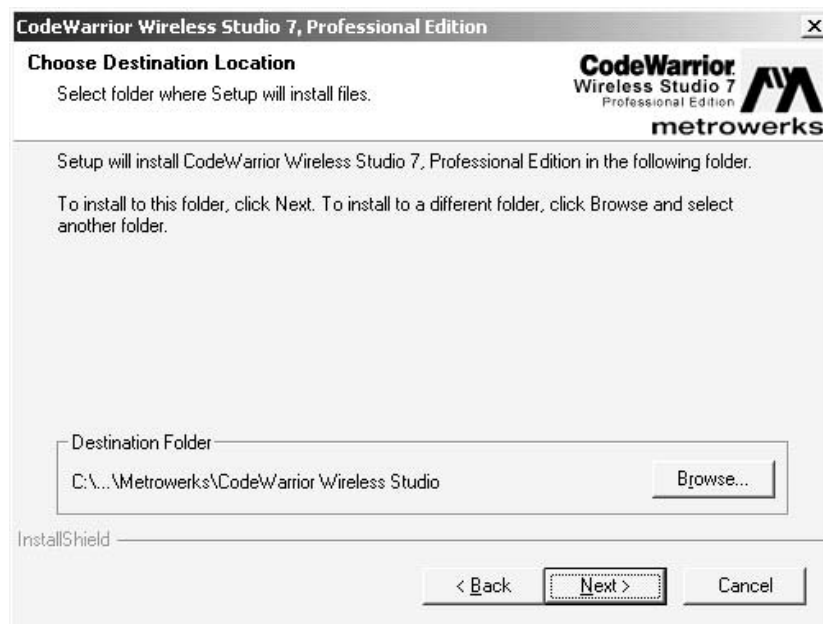 CodeWarrior Wireless Studio 7, Professional Edition
Choose Destination Location
Select folder where Setup will install files.
CodeWarrior
Wireless Studio 7
Professional Edition
metrowerks
Setup will install CodeWarrior Wireless Studio 7, Professional Edition in the following folder.
To install to this folder, click Next. To install to a different folder, click Browse and select
another folder.
Destination Folder
C:\...\Metrowerks\CodeWarrior Wireless Studio
Browse...
InstallShield
< Back
Next >
Cancel